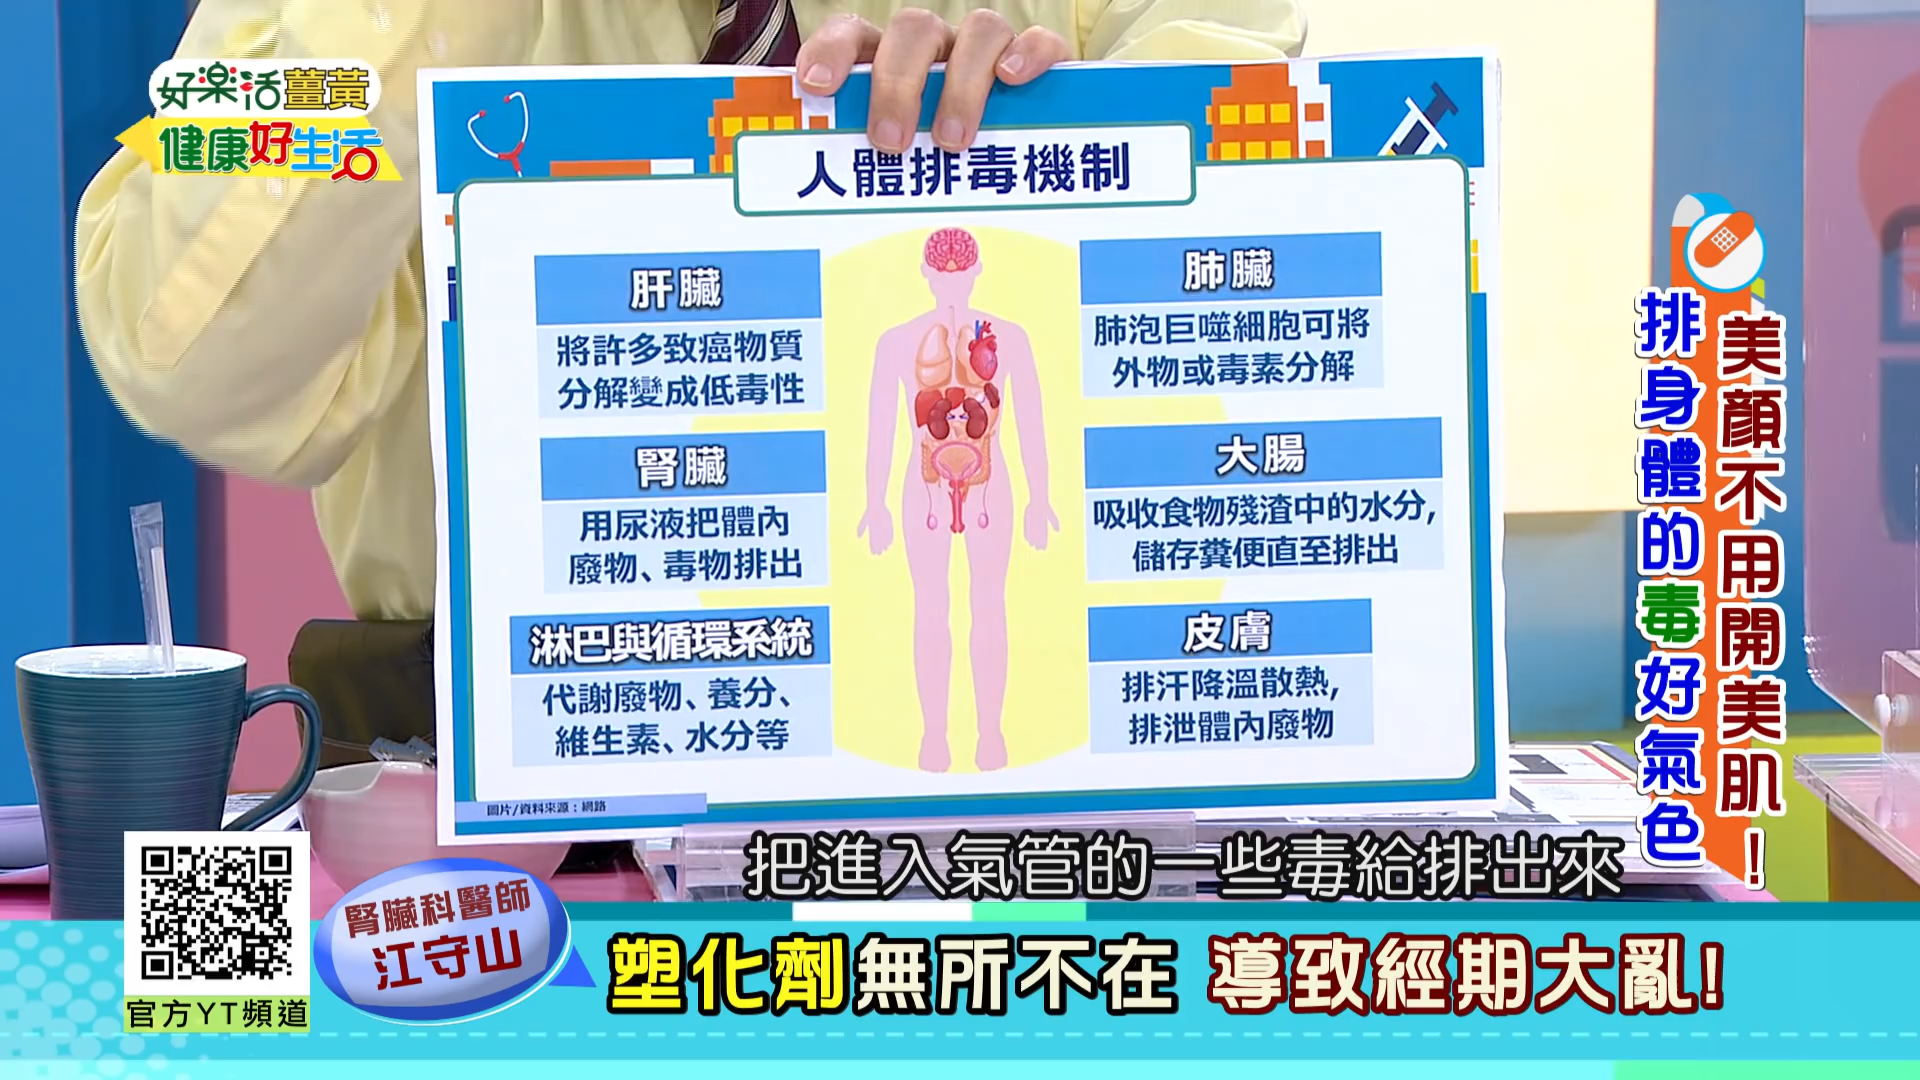 好樂活薑黃
健康好生活
人體排毒機制
肝臟
將許多致癌物質
分解變成低毒性
腎臟
用尿液把體內
廢物、毒物排出
淋巴與循環系統
代謝廢物、養分、
維生素、水分等
肺臟
肺泡巨噬細胞可將
外物或毒素分解
大腸
吸收食物殘渣中的水分,
儲存糞便直至排出
皮膚
排汗降溫散熱,
排泄體內廢物
圖片/資料來源：網路
美顏不用開美肌！
排身體的毒好氣色
把進入氣管的一些毒給排出來
腎臟科醫師
江守山
塑化劑無所不在 導致經期大亂!
官方YT頻道